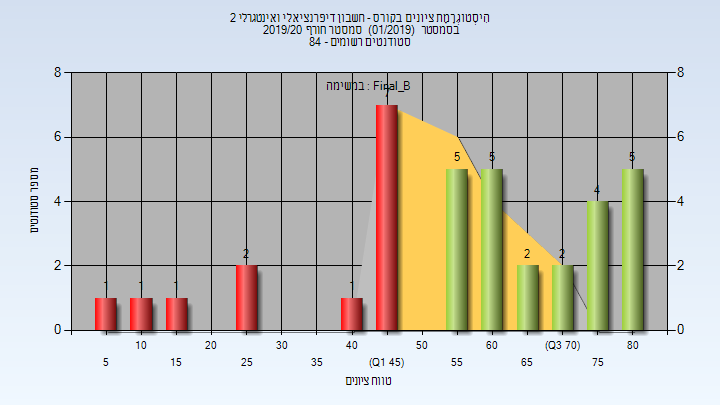 היסטוגרמת ציונים בקורס - חשבון דיפרנציאלי ואינטגרלי 2
בסמסטר (01/2019) סמסטר חורף 2019/20
סטודנטים רשומים - 84
במשימה : Final_B
מספר סטודנטים
8 8
6 6
4 4
2 2
0 0
1 1 1 2 1 7 5 5 2 2 4 5
10 20 30 40 50 60 (Q3 70) 80
5 15 25 35 (Q1 45) 55 65 75
טווח ציונים